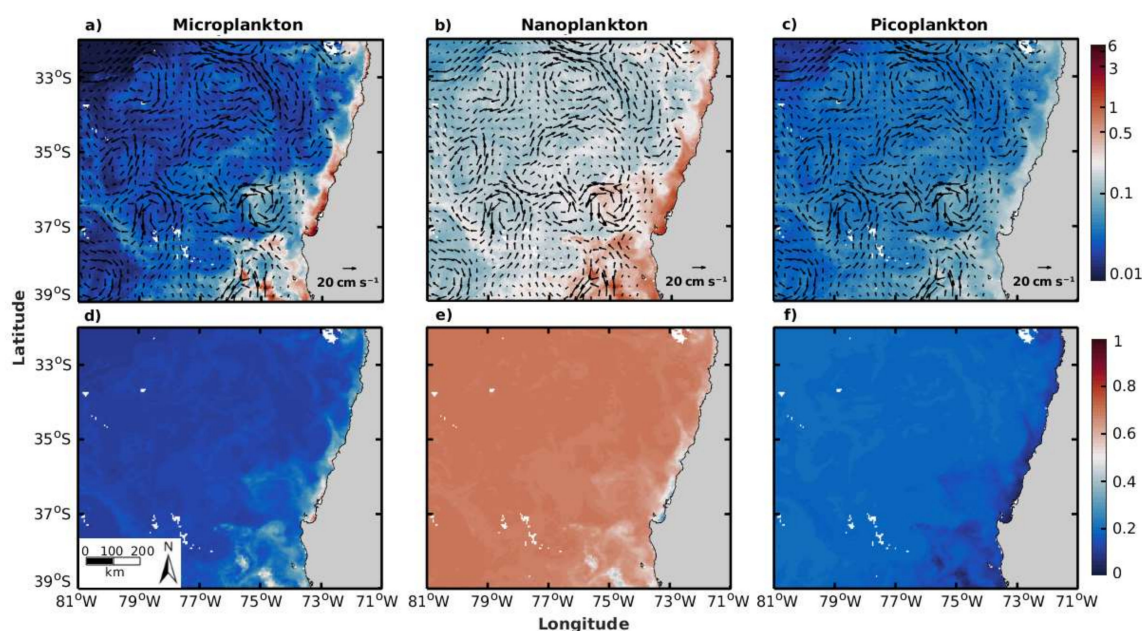 a) Microplankton b) Nanoplankton c) Picoplankton
6
3
33°S
1
0.5
35°S
0.1
37°S
20 cm s⁻¹ 20 cm s⁻¹ 20 cm s⁻¹
0.01
39°S
Latitude
d) e) f)
1
33°S
0.8
35°S
0.6
0.4
37°S
0.2
0 100 200 N
km
39°S
0
81°W 79°W 77°W 75°W 73°W 71°W 81°W 79°W 77°W 75°W 73°W 71°W 81°W 79°W 77°W 75°W 73°W 71°W
Longitude